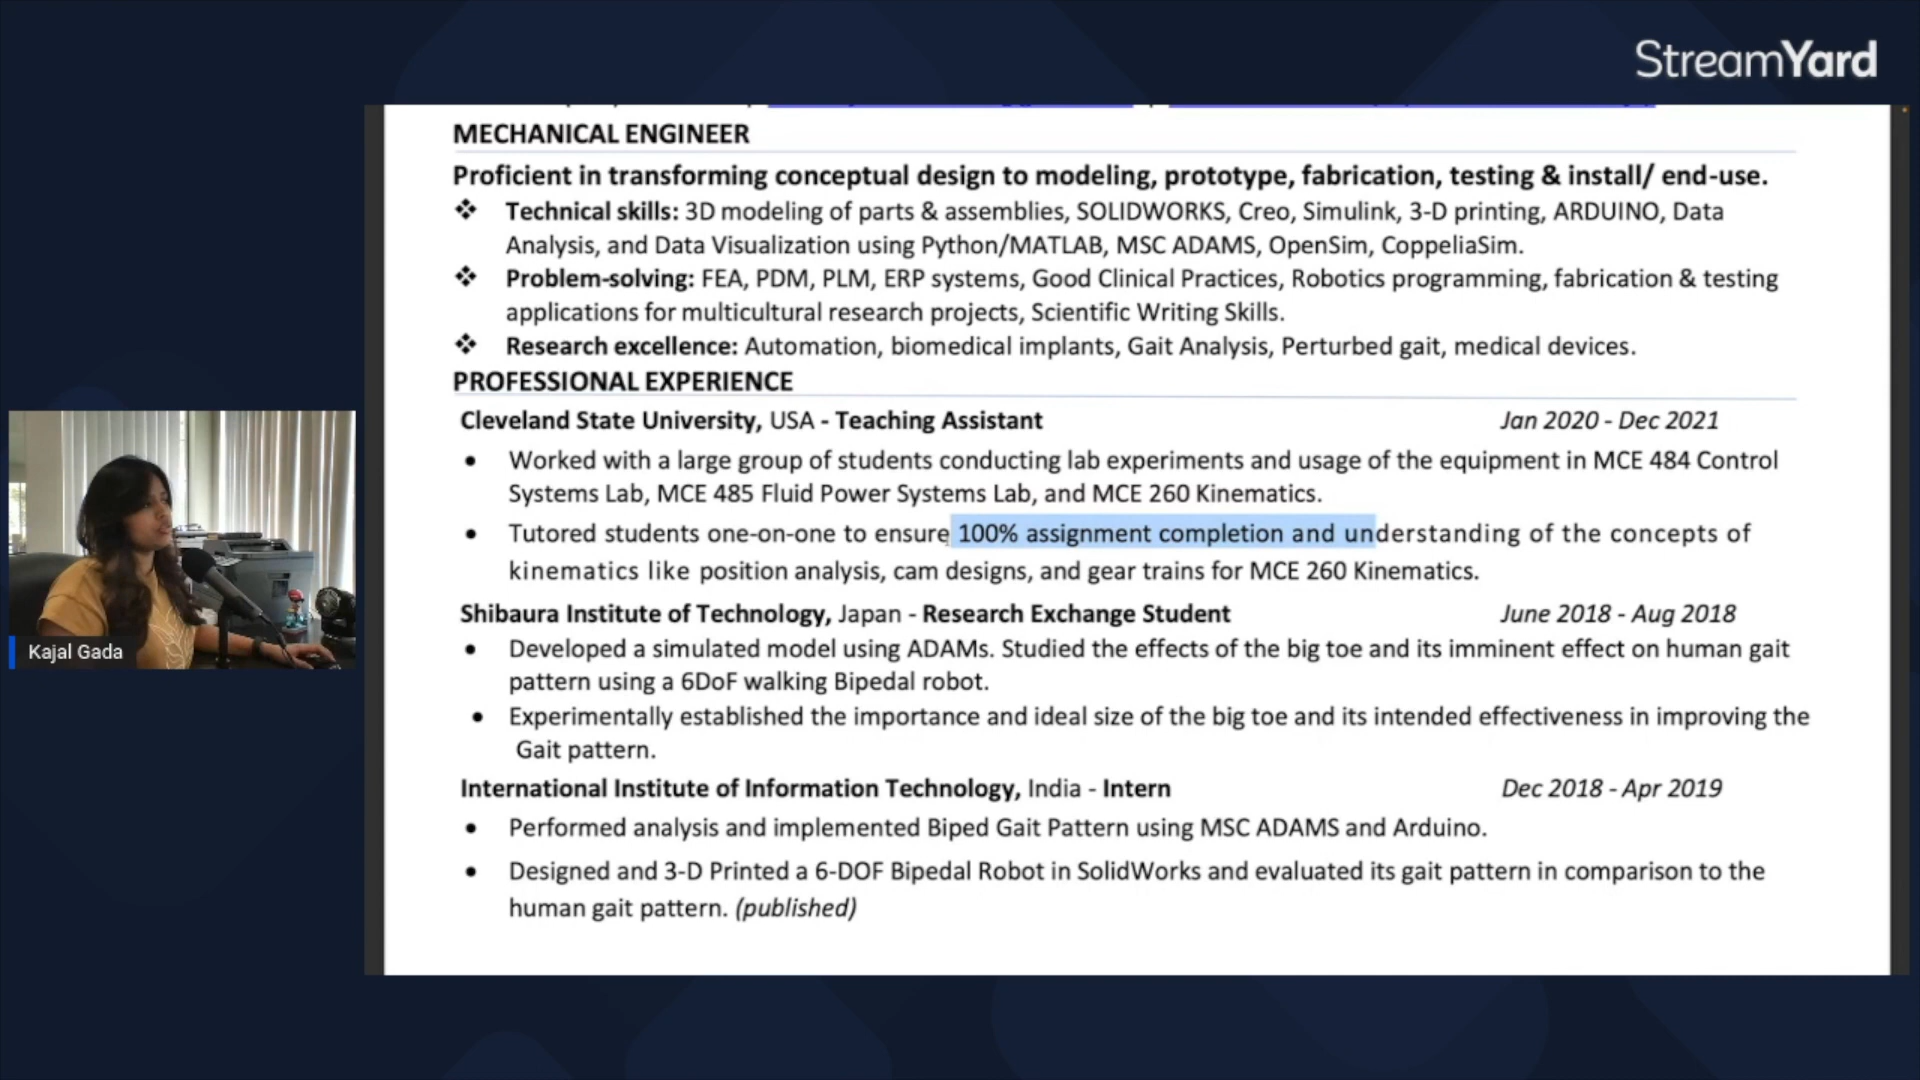 StreamYard
MECHANICAL ENGINEER
Proficient in transforming conceptual design to modeling, prototype, fabrication, testing & install/ end-use.
❖ Technical skills: 3D modeling of parts & assemblies, SOLIDWORKS, Creo, Simulink, 3-D printing, ARDUINO, Data
Analysis, and Data Visualization using Python/MATLAB, MSC ADAMS, OpenSim, CoppeliaSim.
❖ Problem-solving: FEA, PDM, PLM, ERP systems, Good Clinical Practices, Robotics programming, fabrication & testing
applications for multicultural research projects, Scientific Writing Skills.
❖ Research excellence: Automation, biomedical implants, Gait Analysis, Perturbed gait, medical devices.
PROFESSIONAL EXPERIENCE
Cleveland State University, USA - Teaching Assistant Jan 2020 - Dec 2021
• Worked with a large group of students conducting lab experiments and usage of the equipment in MCE 484 Control
Systems Lab, MCE 485 Fluid Power Systems Lab, and MCE 260 Kinematics.
• Tutored students one-on-one to ensure 100% assignment completion and understanding of the concepts of
kinematics like position analysis, cam designs, and gear trains for MCE 260 Kinematics.
Shibaura Institute of Technology, Japan - Research Exchange Student June 2018 - Aug 2018
• Developed a simulated model using ADAMs. Studied the effects of the big toe and its imminent effect on human gait
pattern using a 6DoF walking Bipedal robot.
• Experimentally established the importance and ideal size of the big toe and its intended effectiveness in improving the
Gait pattern.
International Institute of Information Technology, India - Intern Dec 2018 - Apr 2019
• Performed analysis and implemented Biped Gait Pattern using MSC ADAMS and Arduino.
• Designed and 3-D Printed a 6-DOF Bipedal Robot in SolidWorks and evaluated its gait pattern in comparison to the
human gait pattern. (published)
Kajal Gada